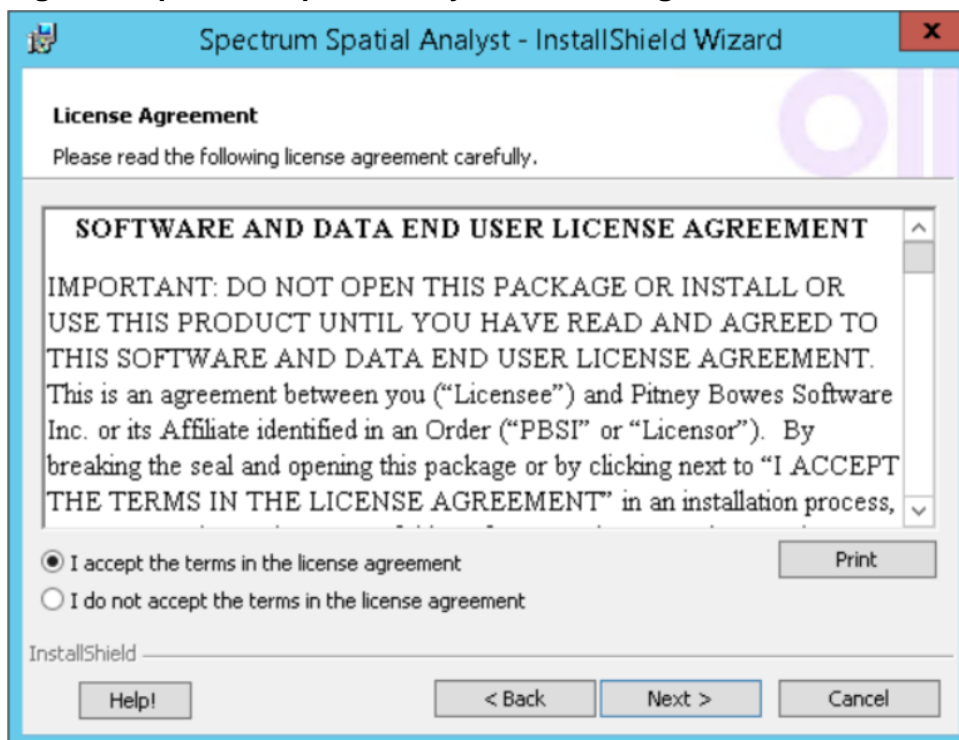 Spectrum Spatial Analyst - InstallShield Wizard
x
License Agreement
Please read the following license agreement carefully.
SOFTWARE AND DATA END USER LICENSE AGREEMENT
IMPORTANT: DO NOT OPEN THIS PACKAGE OR INSTALL OR
USE THIS PRODUCT UNTIL YOU HAVE READ AND AGREED TO
THIS SOFTWARE AND DATA END USER LICENSE AGREEMENT.
This is an agreement between you (“Licensee”) and Pitney Bowes Software
Inc. or its Affiliate identified in an Order (“PBSI” or “Licensor”).  By
breaking the seal and opening this package or by clicking next to “I ACCEPT
THE TERMS IN THE LICENSE AGREEMENT” in an installation process,
I accept the terms in the license agreement
Print
I do not accept the terms in the license agreement
InstallShield
Help!
< Back
Next >
Cancel